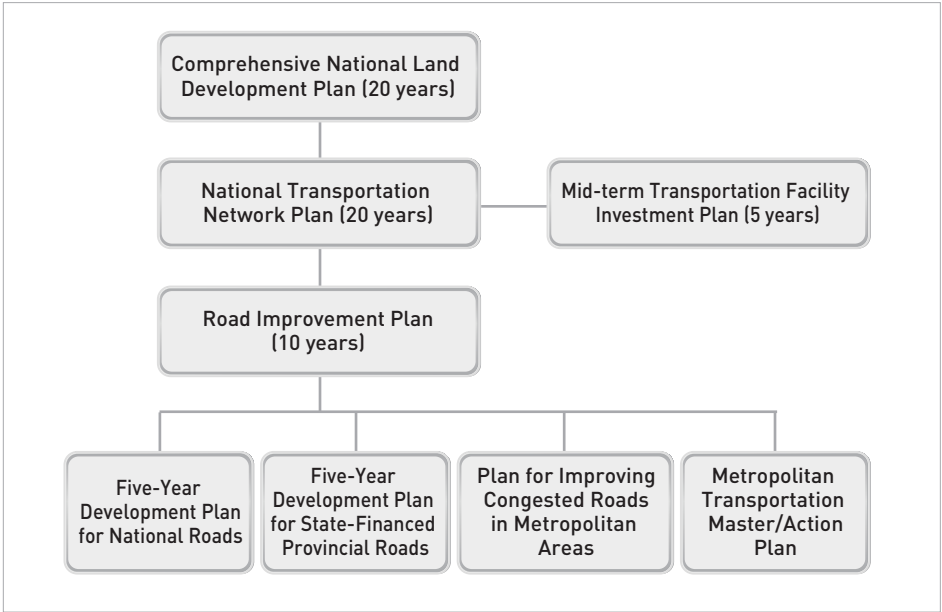 Comprehensive National Land
Development Plan (20 years)
National Transportation
Network Plan (20 years)
Mid-term Transportation Facility
Investment Plan (5 years)
Road Improvement Plan
(10 years)
Five-Year
Development Plan
for National Roads
Five-Year
Development Plan
for State-Financed
Provincial Roads
Plan for Improving
Congested Roads
in Metropolitan
Areas
Metropolitan
Transportation
Master/Action
Plan